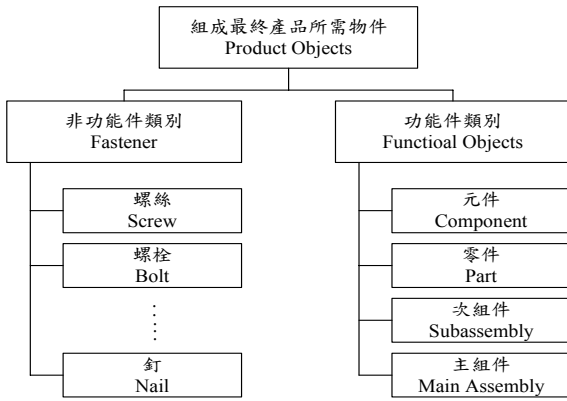 組成最終產品所需物件
Product Objects
非功能件類別
Fastener
螺絲
Screw
螺栓
Bolt
釘
Nail
功能件類別
Functioal Objects
元件
Component
零件
Part
次組件
Subassembly
主組件
Main Assembly